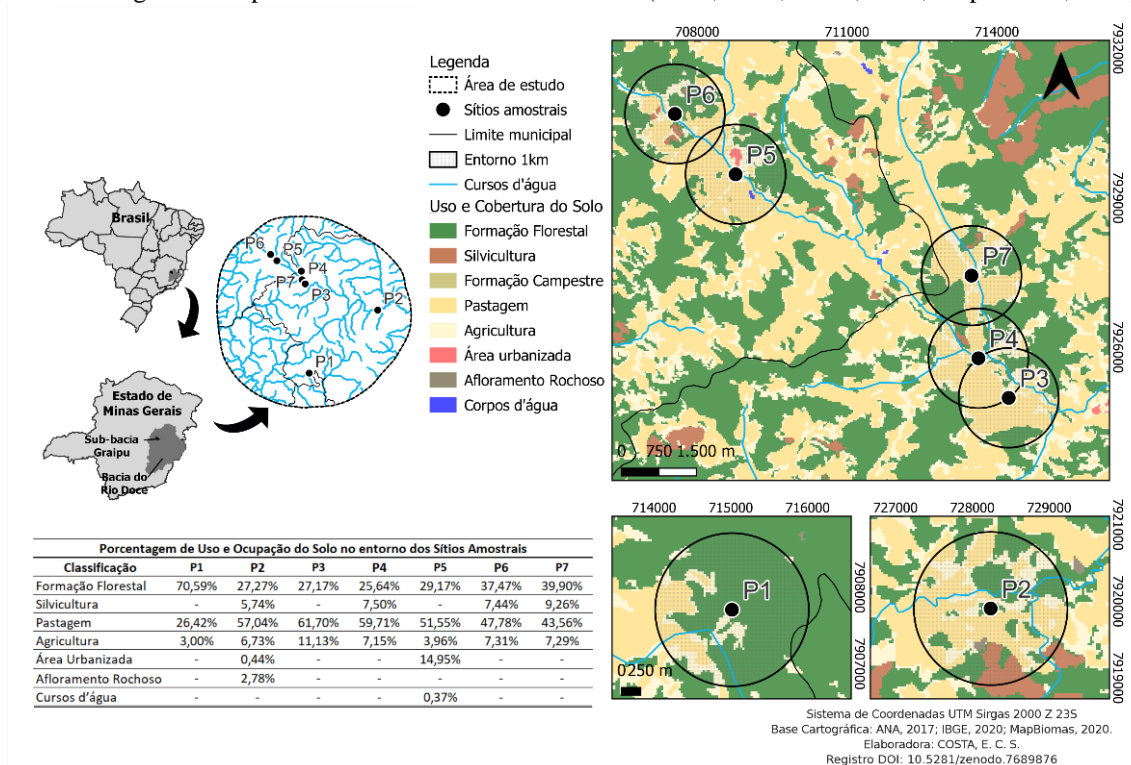 Legenda
Área de estudo
Sítios amostrais
Limite municipal
Entorno 1km
Cursos d'água
Uso e Cobertura do Solo
Formação Florestal
Silvicultura
Formação Campestre
Pastagem
Agricultura
Área urbanizada
Afloramento Rochoso
Corpos d'água
Brasil
Estado de
Minas Gerais
Sub-bacia
Graipu
Bacia do
Rio Doce
P6
P5
P4
P7
P3
P2
P1
708000 711000 714000
7932000
7929000
7926000
P6
P5
P7
P4
P3
0 750 1.500 m
714000 715000 716000
7908000
7907000
P1
0250 m
727000 728000 729000
7921000
7920000
7919000
P2
Porcentagem de Uso e Ocupação do Solo no entorno dos Sítios Amostrais
Classificação P1 P2 P3 P4 P5 P6 P7
Formação Florestal 70,59% 27,27% 27,17% 25,64% 29,17% 37,47% 39,90%
Silvicultura - 5,74% - 7,50% - 7,44% 9,26%
Pastagem 26,42% 57,04% 61,70% 59,71% 51,55% 47,78% 43,56%
Agricultura 3,00% 6,73% 11,13% 7,15% 3,96% 7,31% 7,29%
Área Urbanizada - 0,44% - - 14,95% - -
Afloramento Rochoso - 2,78% - - - - -
Cursos d'água - - - - 0,37% - -
Sistema de Coordenadas UTM Sirgas 2000 Z 23S
Base Cartográfica: ANA, 2017; IBGE, 2020; MapBiomas, 2020.
Elaboradora: COSTA, E. C. S.
Registro DOI: 10.5281/zenodo.7689876